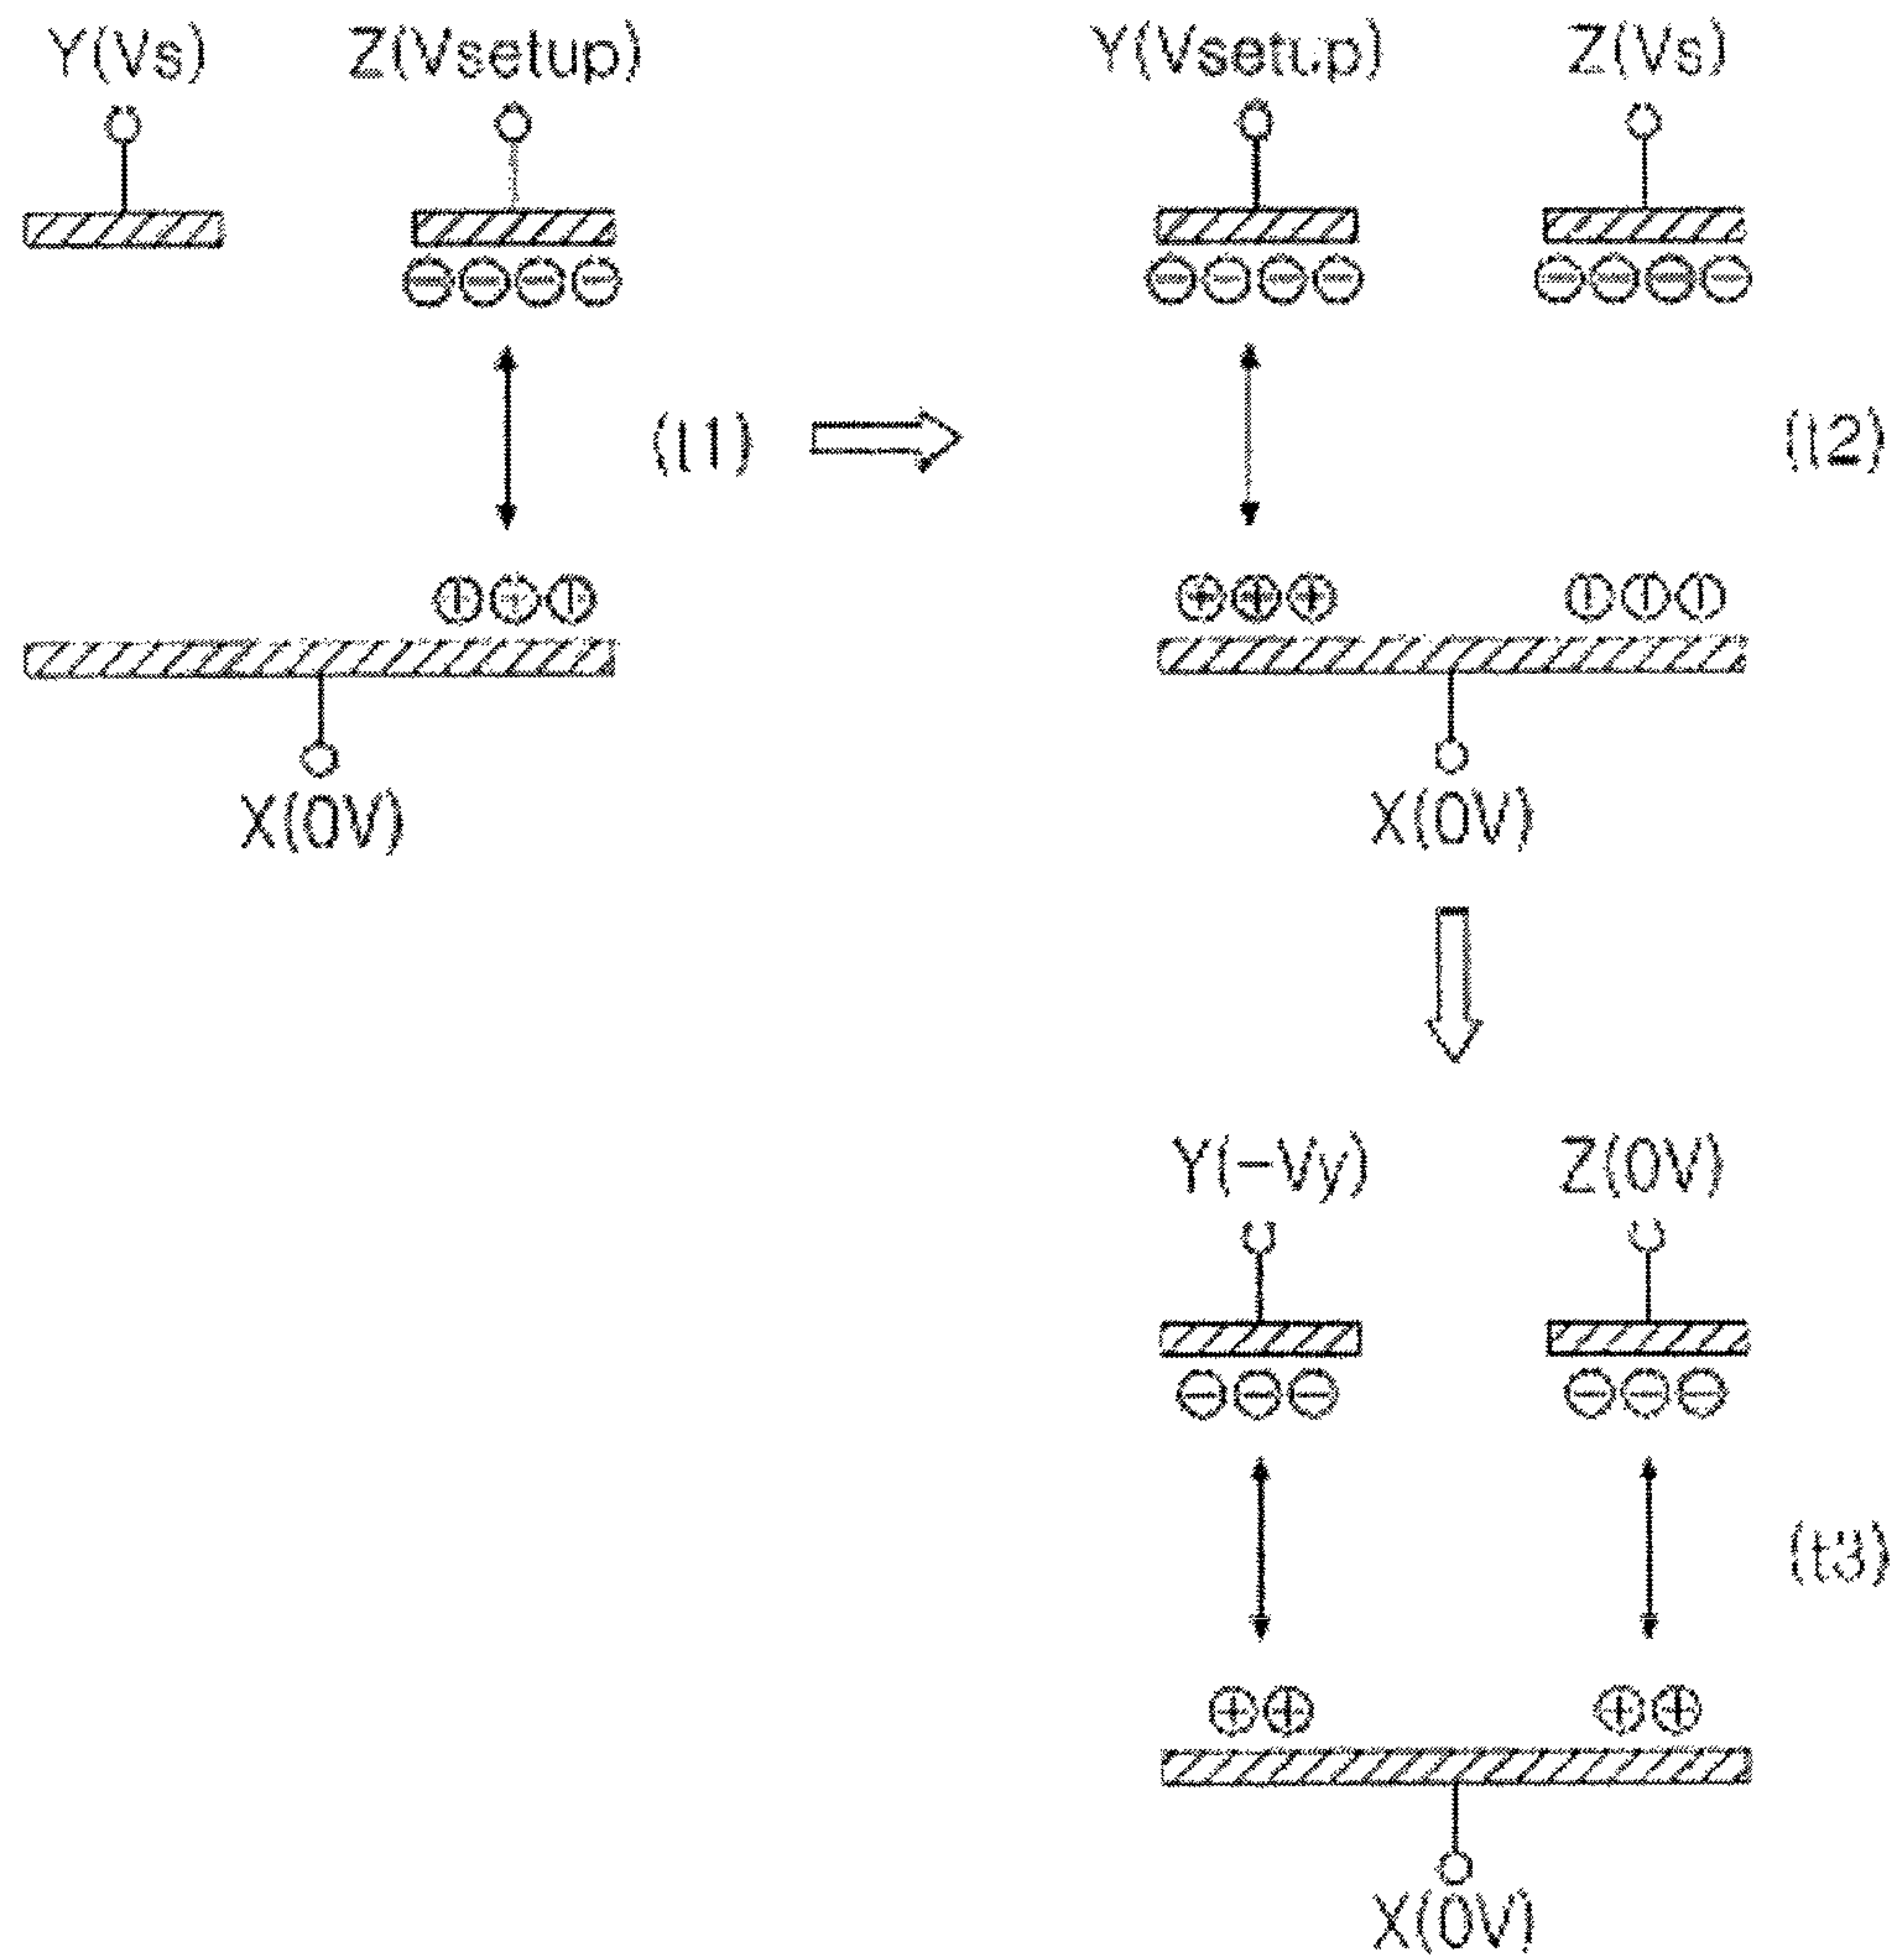 Y(Vs) Z(Vsetup) Y(Vsetup) Z(Vs)
(t1) (t2)
X(0V) X(0V)
Y(-Vy) Z(0V)
(t3)
X(0V)